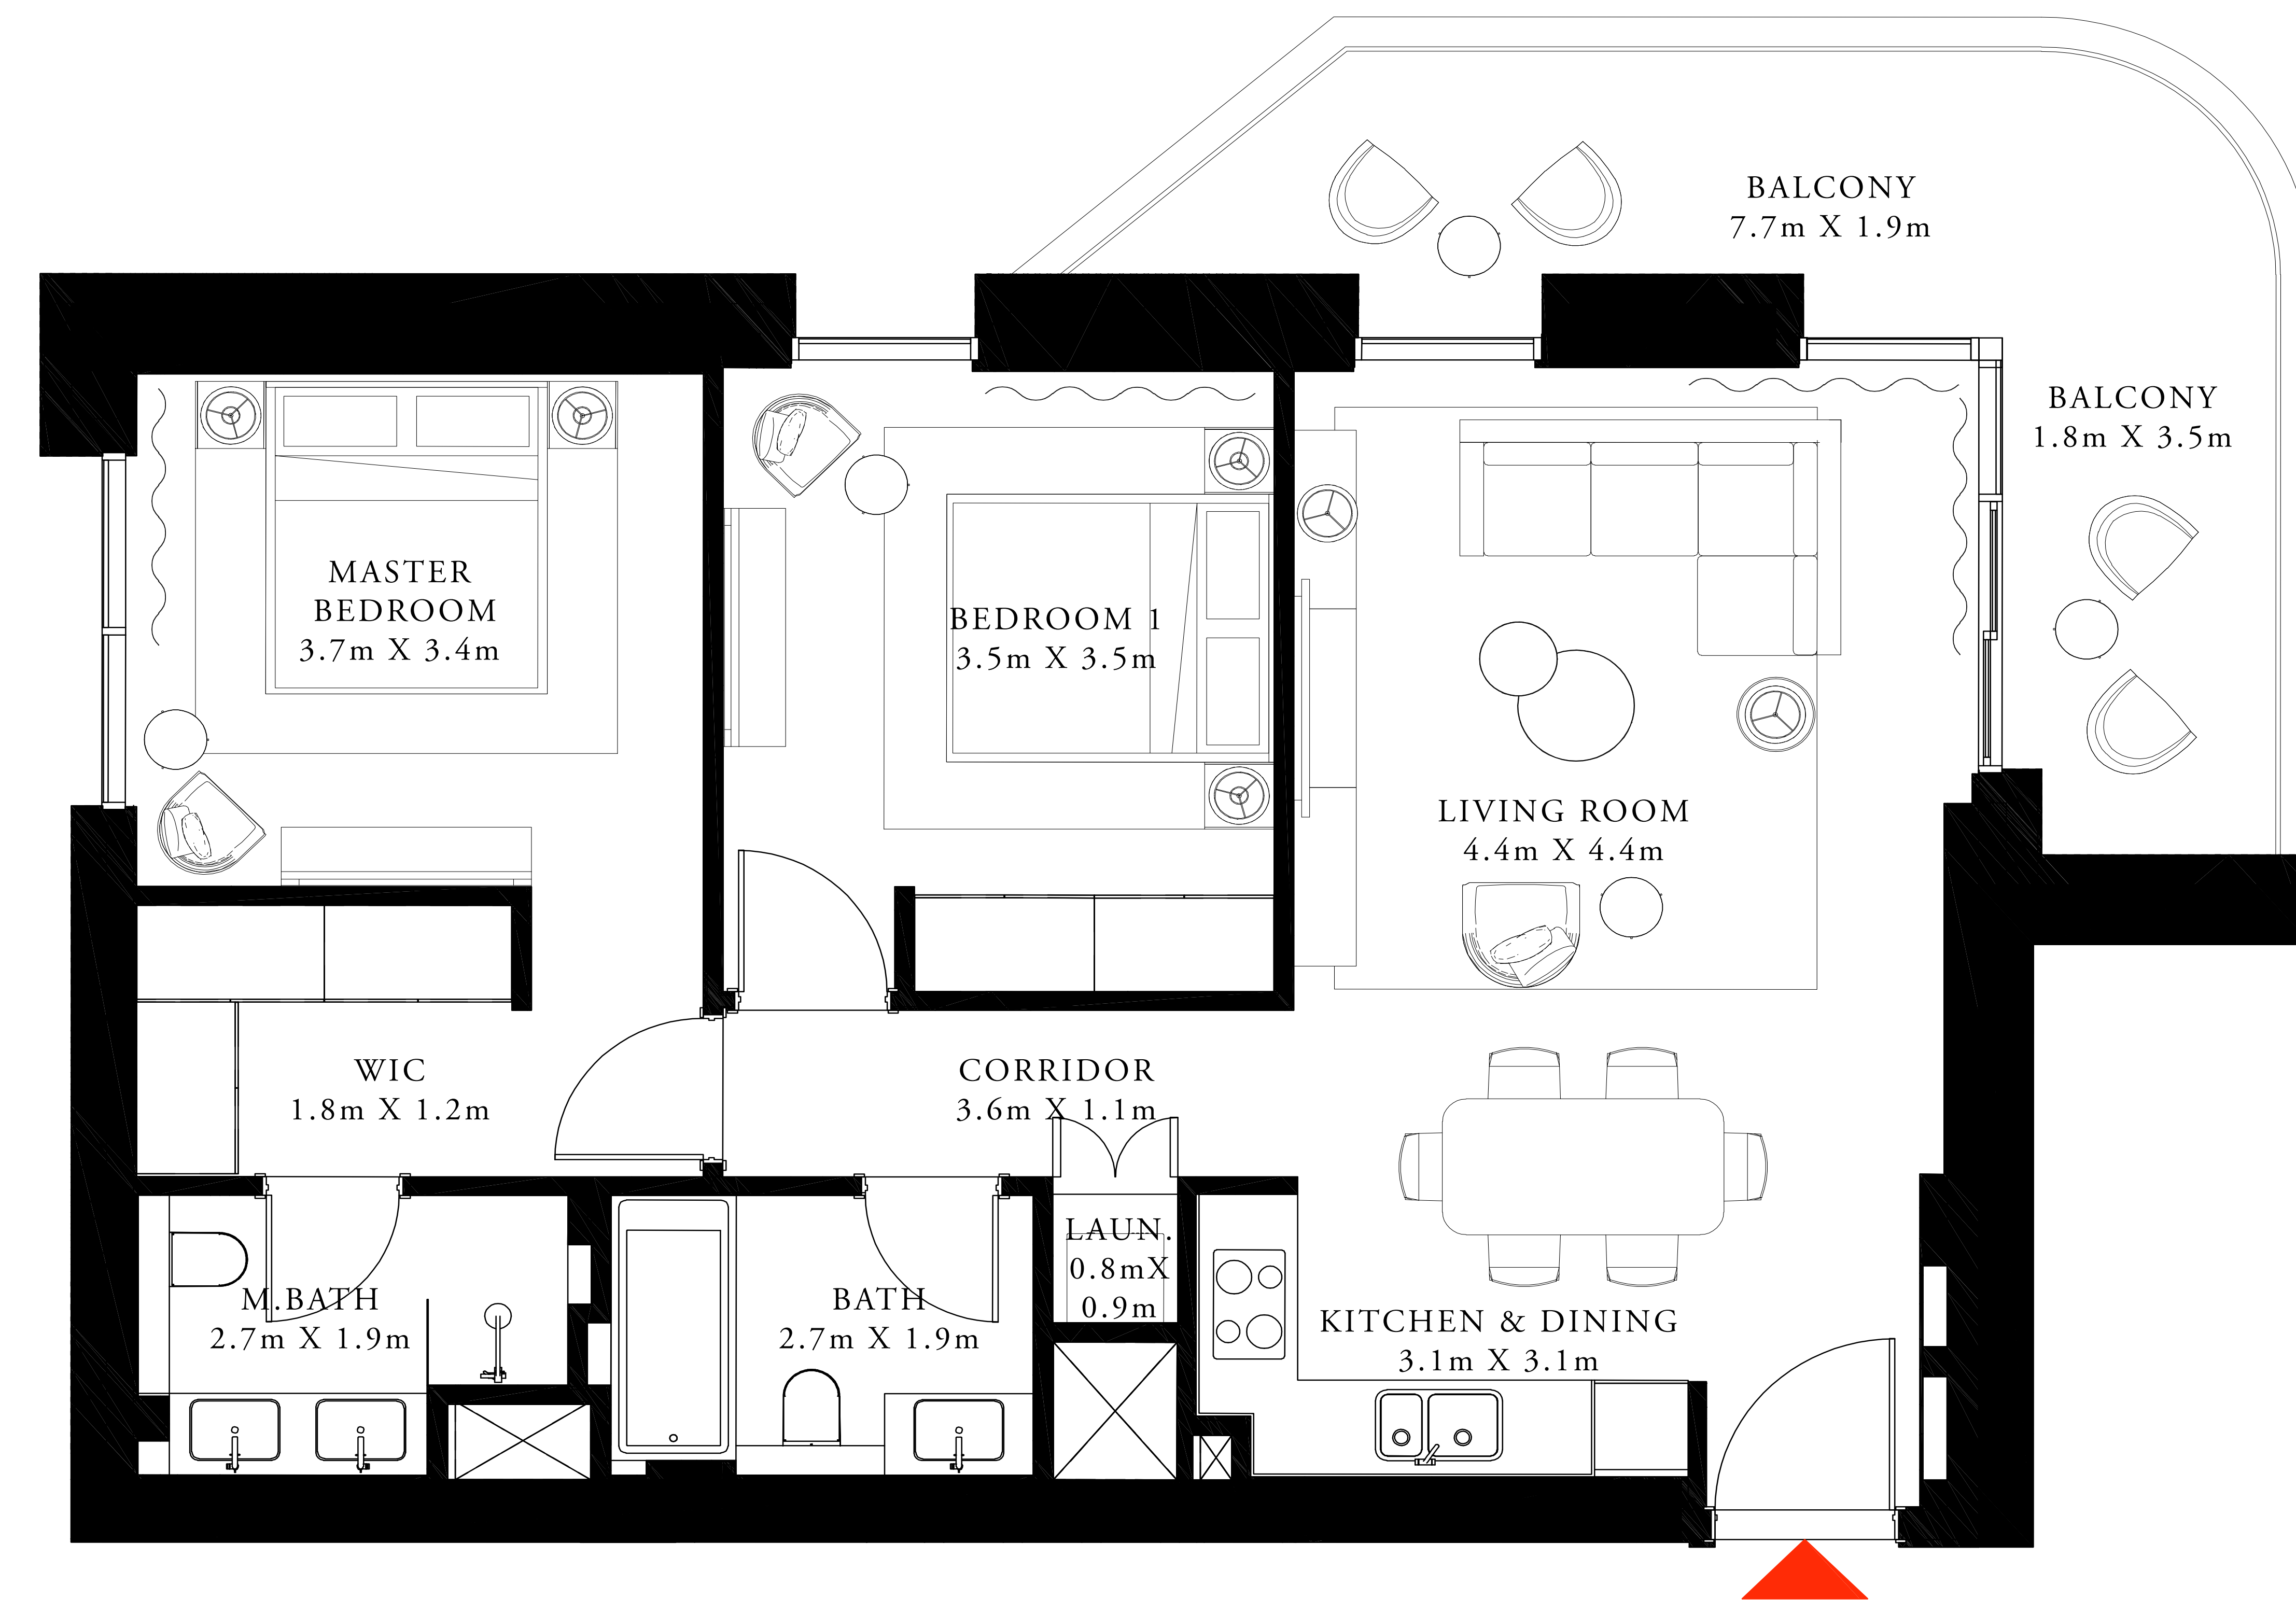 BALCONY
7.7m X 1.9m
BALCONY
1.8m X 3.5m
MASTER
BEDROOM
3.7m X 3.4m
BEDROOM 1
3.5m X 3.5m
LIVING ROOM
4.4m X 4.4m
WIC
1.8m X 1.2m
CORRIDOR
3.6m X 1.1m
LAUN.
0.8mX
0.9m
M.BATH
2.7m X 1.9m
BATH
2.7m X 1.9m
KITCHEN & DINING
3.1m X 3.1m